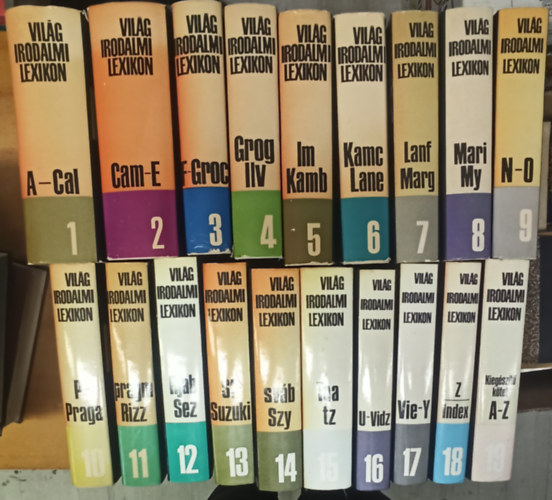 VILÁG
IRODALMI
LEXIKON
A-Cal
1
VILÁG
IRODALMI
LEXIKON
Cam-E
2
VILÁG
IRODALMI
LEXIKON
F-Groc
3
VILÁG
IRODALMI
LEXIKON
Grog
Ilv
4
VILÁG
IRODALMI
LEXIKON
Im
Kamb
5
VILÁG
IRODALMI
LEXIKON
Kamc
Lane
6
VILÁG
IRODALMI
LEXIKON
Lanf
Marg
7
VILÁG
IRODALMI
LEXIKON
Mari
My
8
VILÁG
IRODALMI
LEXIKON
N-O
9
VILÁG
IRODALMI
LEXIKON
Praga
10
VILÁG
IRODALMI
LEXIKON
Rizz
11
VILÁG
IRODALMI
LEXIKON
Sez
12
VILÁG
IRODALMI
LEXIKON
Suzuki
13
VILÁG
IRODALMI
LEXIKON
Szy
14
VILÁG
IRODALMI
LEXIKON
tz
15
VILÁG
IRODALMI
LEXIKON
U-Vidz
16
VILÁG
IRODALMI
LEXIKON
Vie-Y
17
VILÁG
IRODALMI
LEXIKON
Z
Index
18
VILÁG
IRODALMI
LEXIKON
Kiegészítő
kötet
A-Z
19